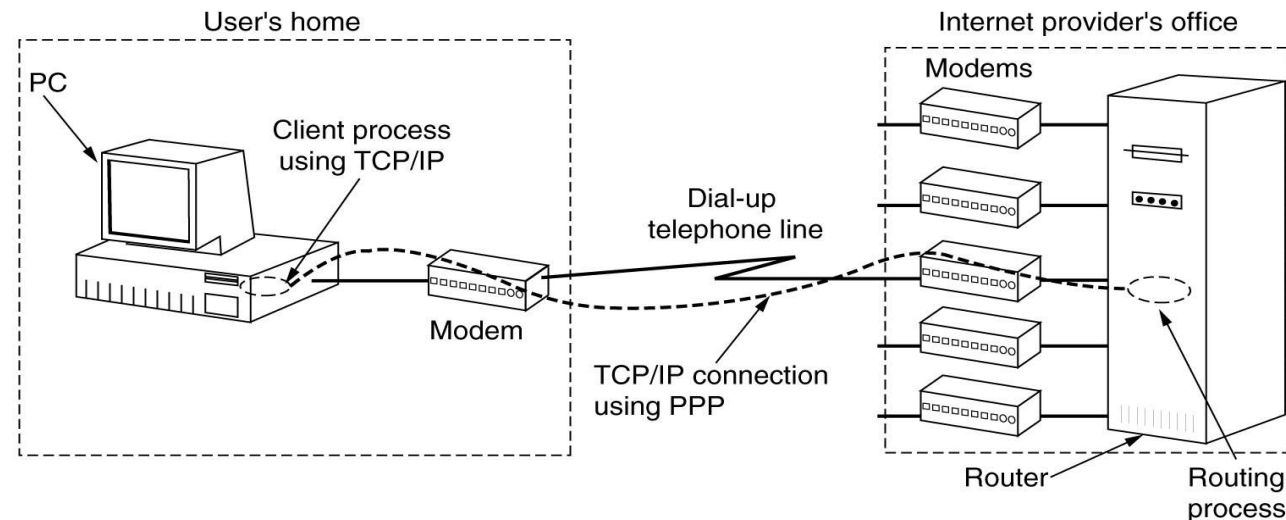 User's home
Internet provider's office
PC
Modems
Client process
using TCP/IP
Dial-up
telephone line
Modem
TCP/IP connection
using PPP
Router
Routing
process